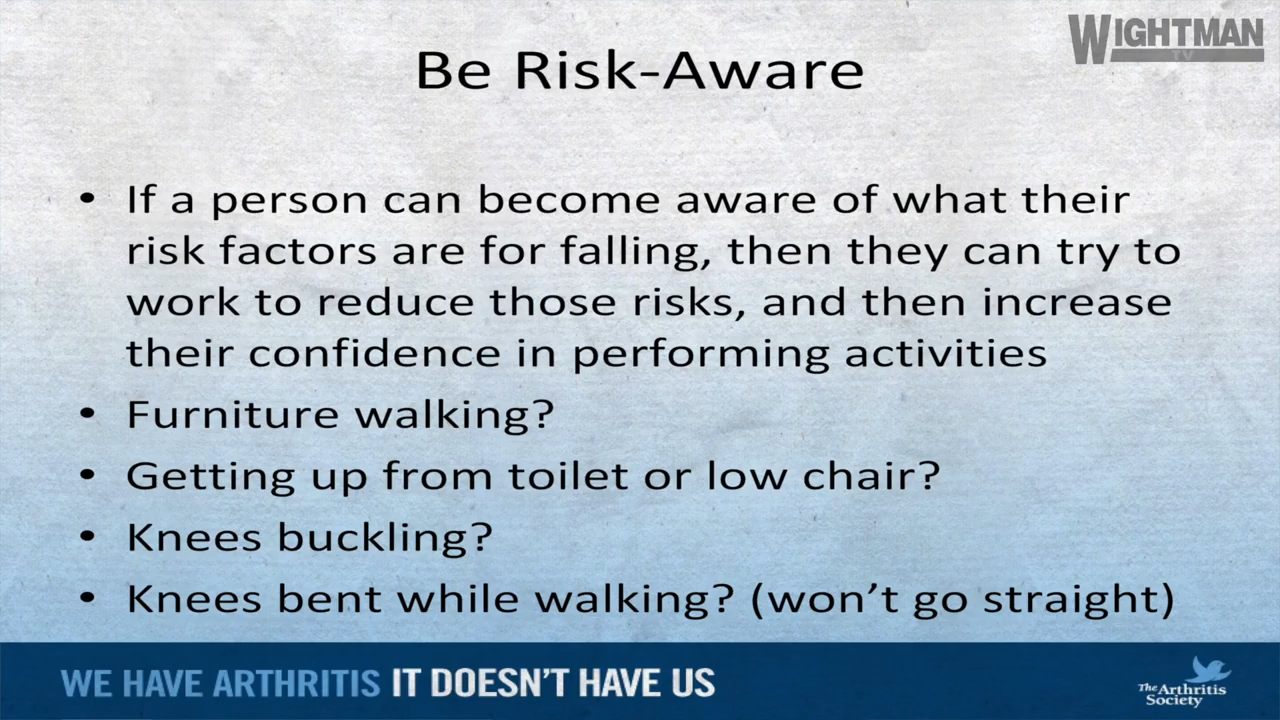 WIGHTMAN
TV
Be Risk-Aware
• If a person can become aware of what their
risk factors are for falling, then they can try to
work to reduce those risks, and then increase
their confidence in performing activities
• Furniture walking?
• Getting up from toilet or low chair?
• Knees buckling?
• Knees bent while walking? (won’t go straight)
WE HAVE ARTHRITIS IT DOESN’T HAVE US
The Arthritis
Society